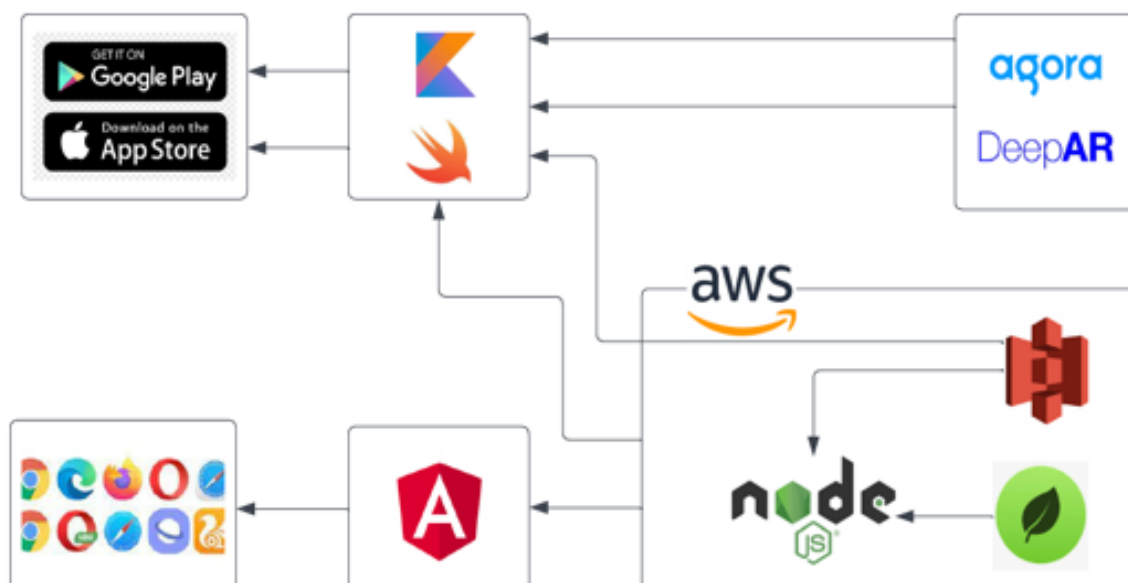 GET IT ON
Google Play
Download on the
App Store
agora
DeepAR
aws
node
JS